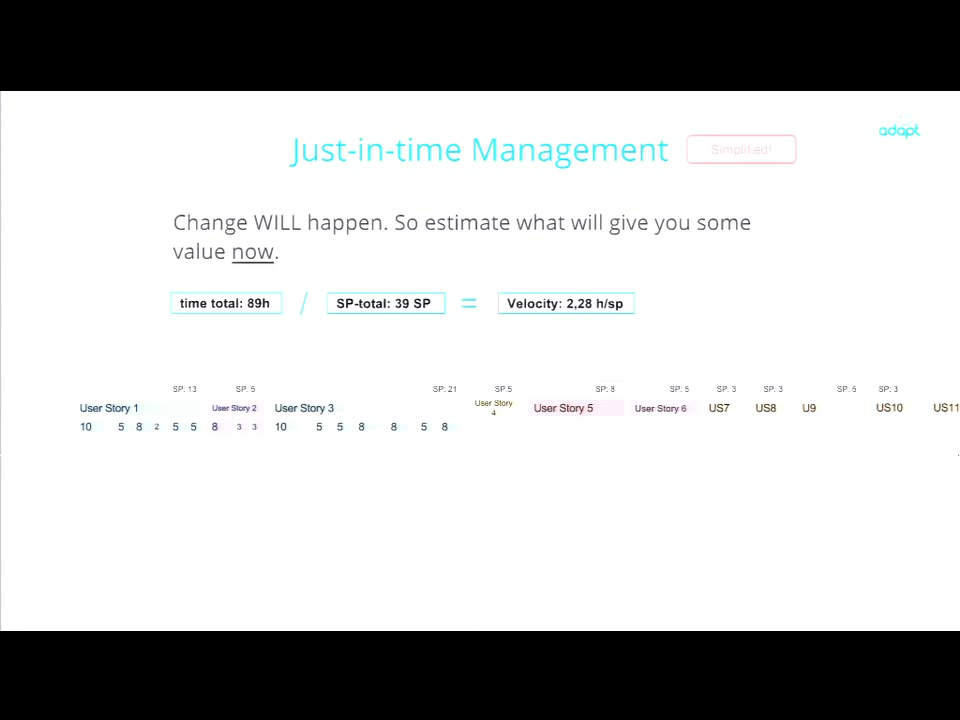 adapt
Just-in-time Management
Simplified!
Change WILL happen. So estimate what will give you some
value now.
time total: 89h / SP-total: 39 SP = Velocity: 2,28 h/sp
SP: 13 SP: 5 SP: 21 SP.5 SP: 8 SP: 5 SP: 3 SP: 3 SP: 5 SP: 3
User Story 1 User Story 2 User Story 3 User Story 4 User Story 5 User Story 6 US7 US8 U9 US10 US11
10 5 8 2 5 5 8 3 3 10 5 5 8 8 5 8